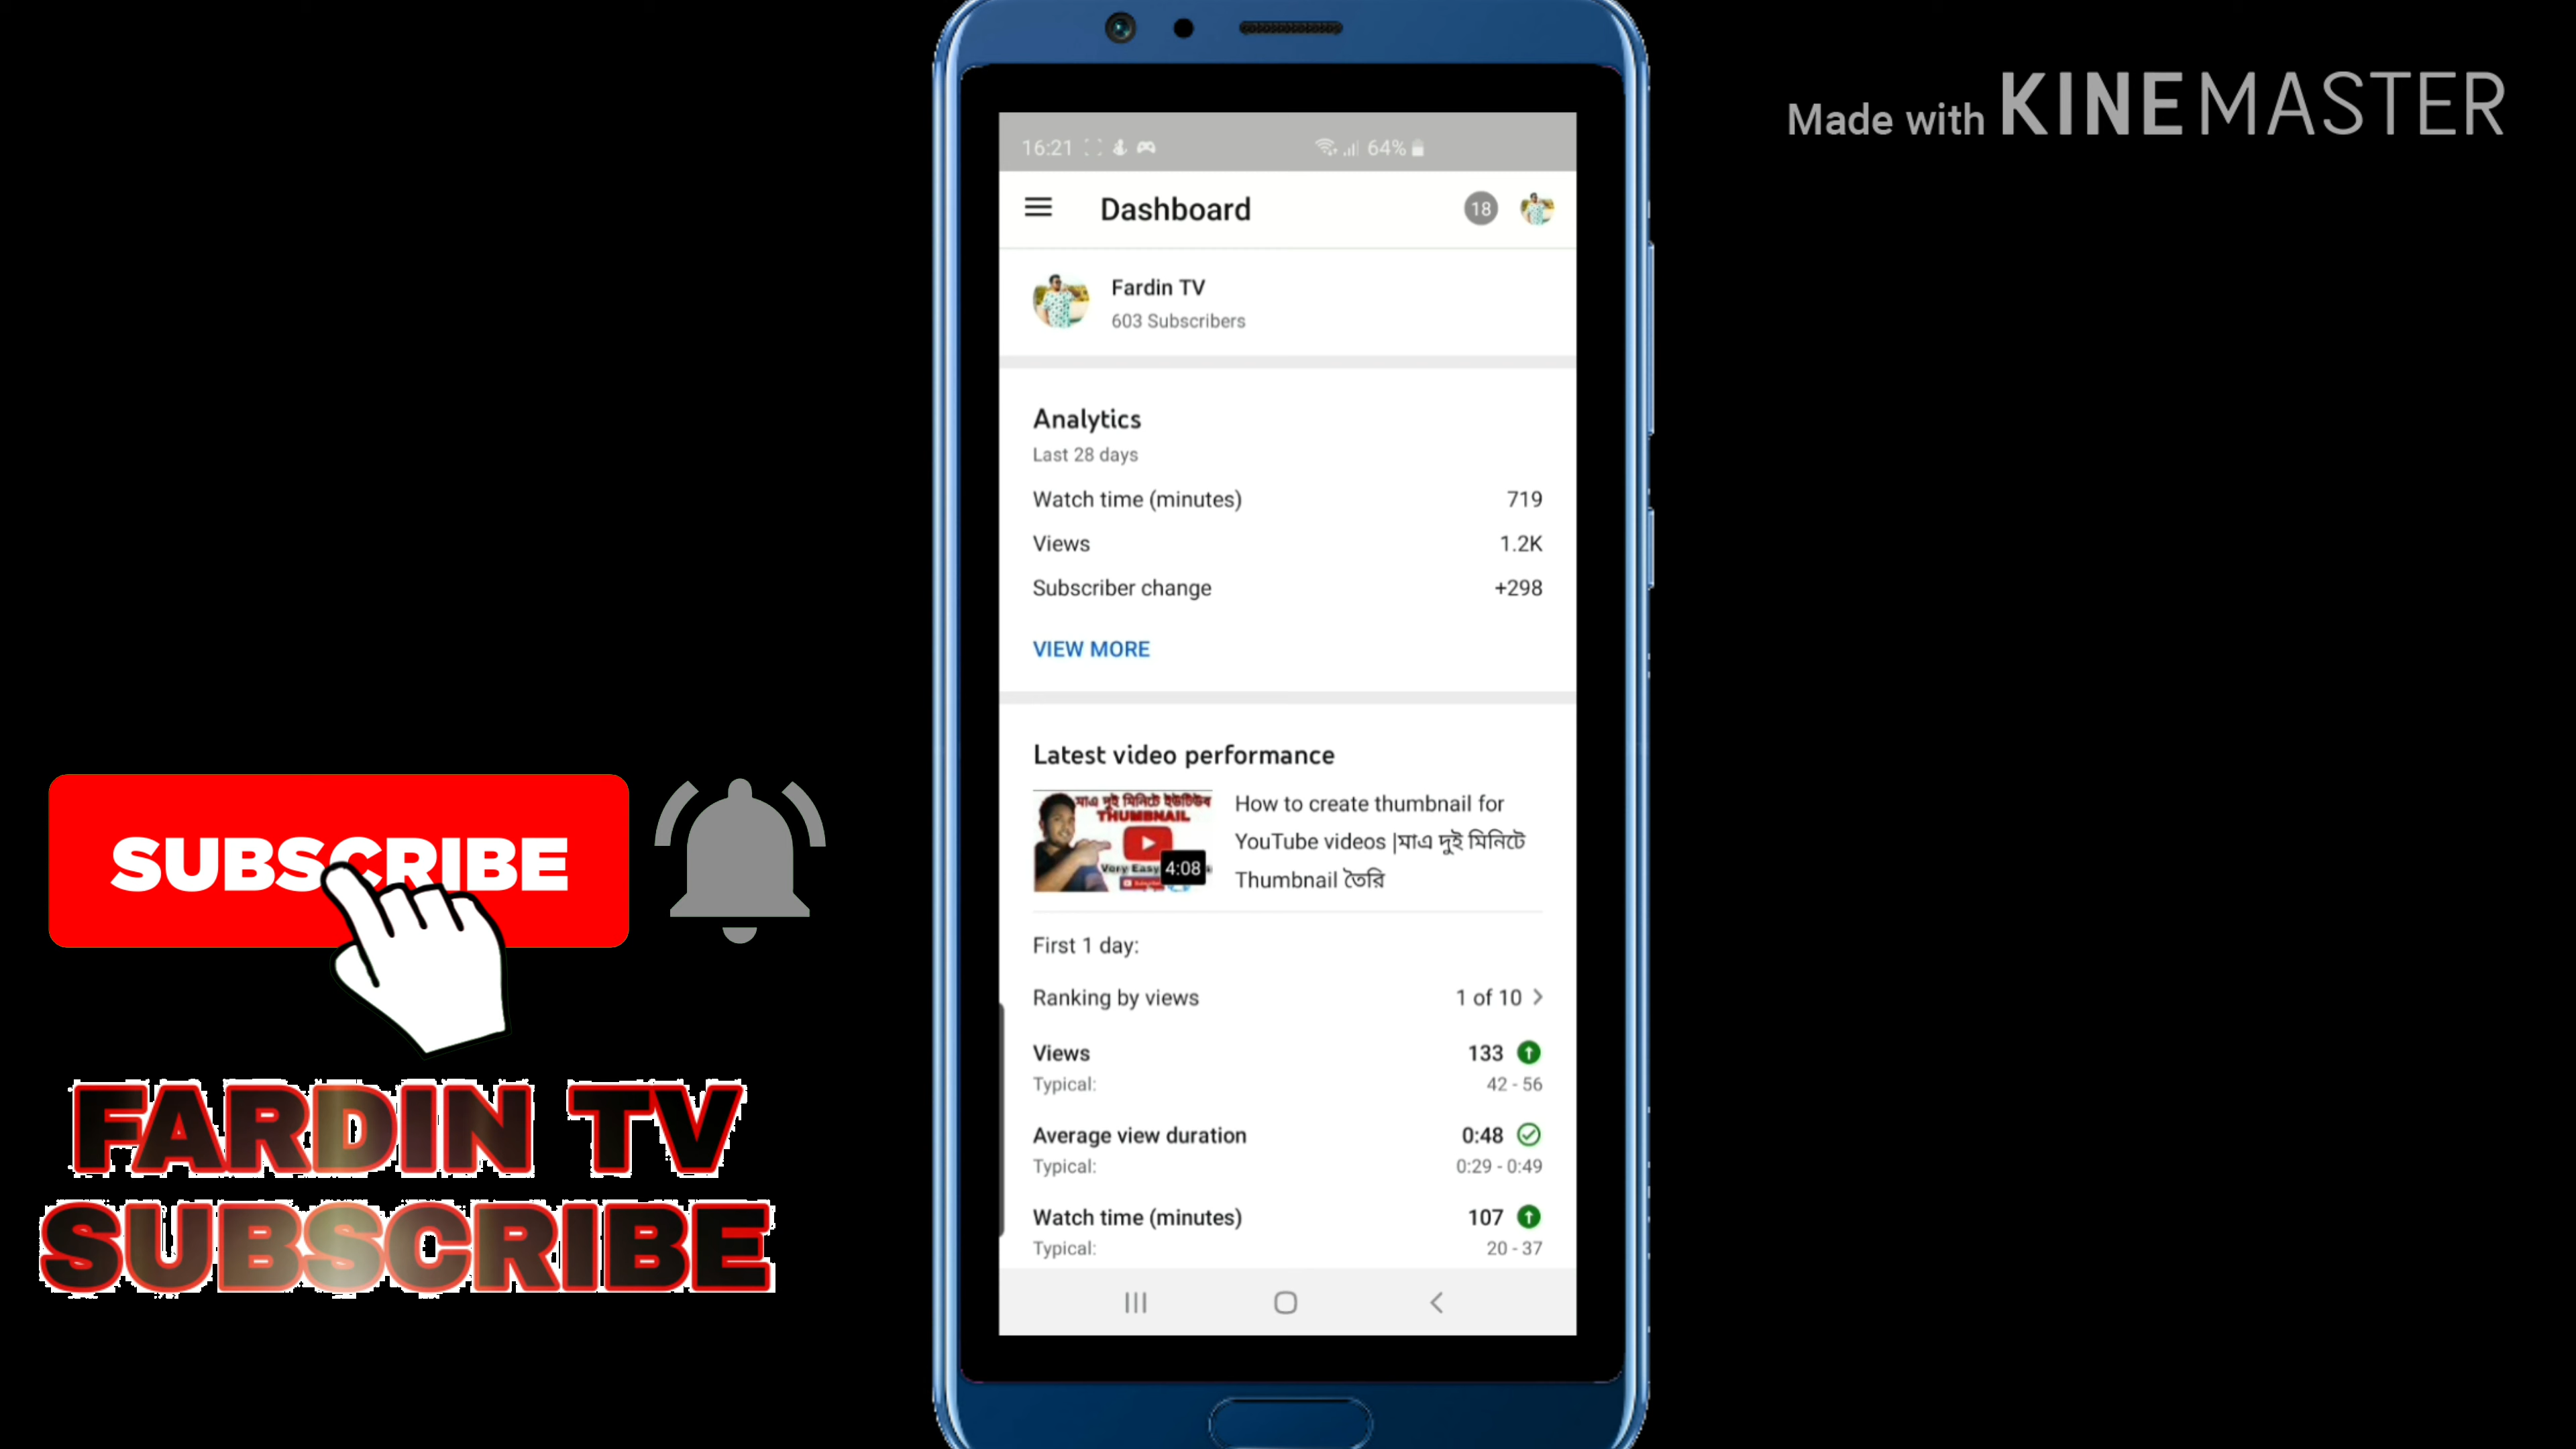 Made with KINEMASTER
16:21
64%
Dashboard
18
Fardin TV
603 Subscribers
Analytics
Last 28 days
Watch time (minutes) 719
Views 1.2K
Subscriber change +298
VIEW MORE
Latest video performance
মাএ দুই মিনিটে ইউটিউব
THUMBNAIL
Very Easy
4:08
How to create thumbnail for
YouTube videos |মাএ দুই মিনিটে
Thumbnail তৈরি
First 1 day:
Ranking by views 1 of 10
Views 133
Typical: 42 - 56
Average view duration 0:48
Typical: 0:29 - 0:49
Watch time (minutes) 107
Typical: 20 - 37
SUBSCRIBE
FARDIN TV
SUBSCRIBE